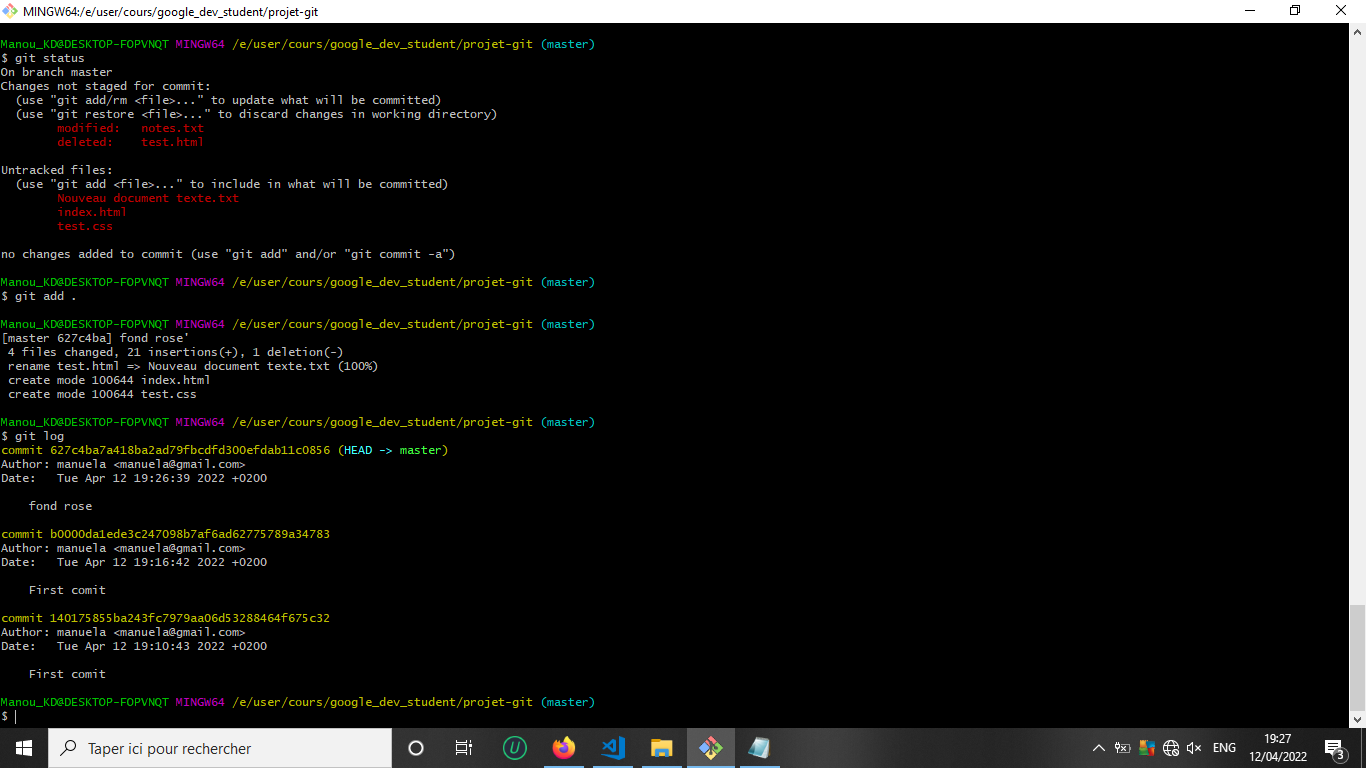 MINGW64:/e/user/cours/google_dev_student/projet-git
Manou_KD@DESKTOP-FOPVNQT MINGW64 /e/user/cours/google_dev_student/projet-git (master)
$ git status
On branch master
Changes not staged for commit:
  (use "git add/rm <file>..." to update what will be committed)
  (use "git restore <file>..." to discard changes in working directory)
        modified:   notes.txt
        deleted:    test.html

Untracked files:
  (use "git add <file>..." to include in what will be committed)
        Nouveau document texte.txt
        index.html
        test.css

no changes added to commit (use "git add" and/or "git commit -a")

Manou_KD@DESKTOP-FOPVNQT MINGW64 /e/user/cours/google_dev_student/projet-git (master)
$ git add .

Manou_KD@DESKTOP-FOPVNQT MINGW64 /e/user/cours/google_dev_student/projet-git (master)
[master 627c4ba] fond rose'
 4 files changed, 21 insertions(+), 1 deletion(-)
 rename test.html => Nouveau document texte.txt (100%)
 create mode 100644 index.html
 create mode 100644 test.css

Manou_KD@DESKTOP-FOPVNQT MINGW64 /e/user/cours/google_dev_student/projet-git (master)
$ git log
commit 627c4ba7a418ba2ad79fbcdfd300efdab11c0856 (HEAD -> master)
Author: manuela <manuela@gmail.com>
Date:   Tue Apr 12 19:26:39 2022 +0200

    fond rose

commit b0000da1ede3c247098b7af6ad62775789a34783
Author: manuela <manuela@gmail.com>
Date:   Tue Apr 12 19:16:42 2022 +0200

    First comit

commit 140175855ba243fc7979aa06d53288464f675c32
Author: manuela <manuela@gmail.com>
Date:   Tue Apr 12 19:10:43 2022 +0200

    First comit

Manou_KD@DESKTOP-FOPVNQT MINGW64 /e/user/cours/google_dev_student/projet-git (master)
$
Taper ici pour rechercher
ENG
19:27
12/04/2022
3